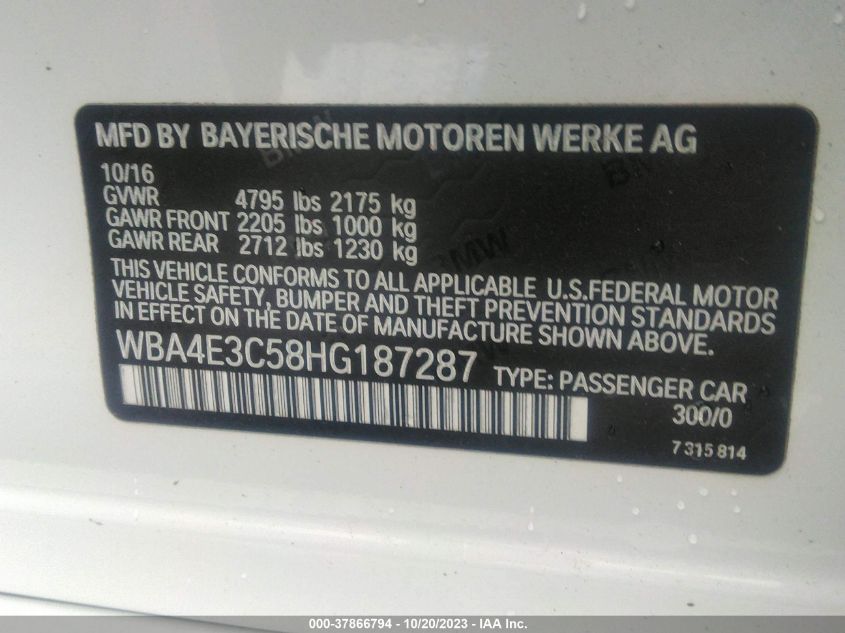 MFD BY BAYERISCHE MOTOREN WERKE AG
10/16
GVWR 4795 lbs 2175 kg
GAWR FRONT 2205 lbs 1000 kg
GAWR REAR 2712 lbs 1230 kg
THIS VEHICLE CONFORMS TO ALL APPLICABLE U.S.FEDERAL MOTOR
VEHICLE SAFETY, BUMPER AND THEFT PREVENTION STANDARDS
IN EFFECT ON THE DATE OF MANUFACTURE SHOWN ABOVE.
WBA4E3C58HG187287 TYPE: PASSENGER CAR
300/0
7 315 814
000-37866794 - 10/20/2023 - IAA Inc.